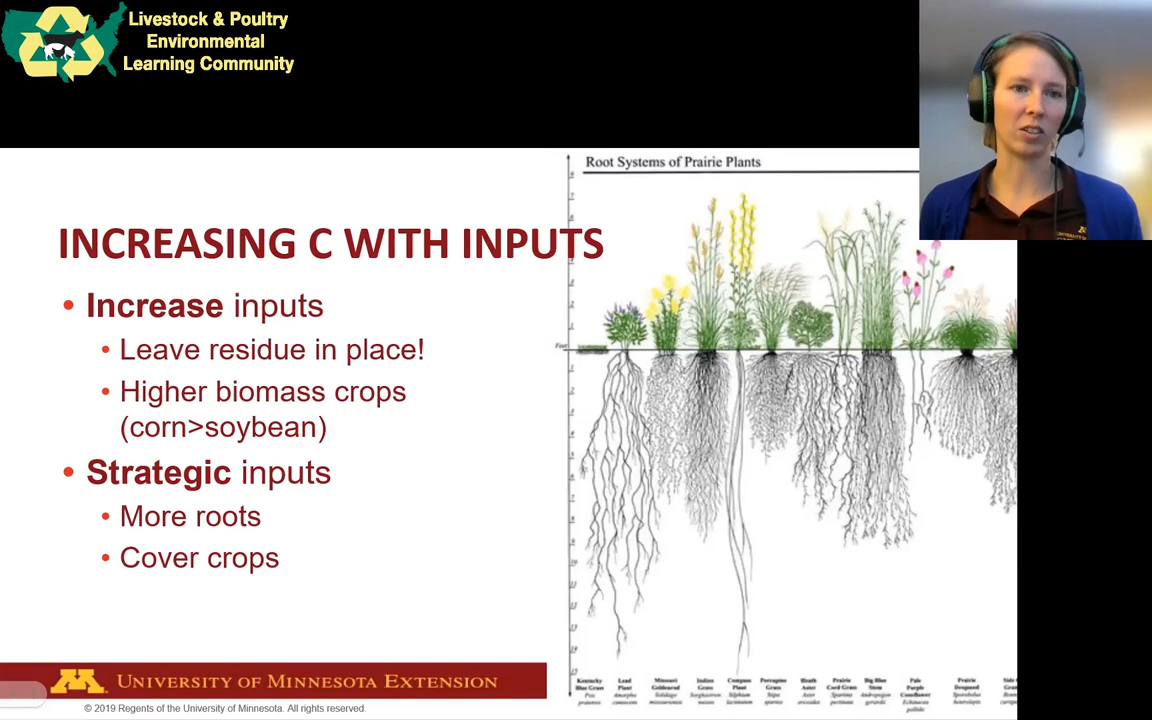 Livestock & Poultry
Environmental
Learning Community
Root Systems of Prairie Plants
INCREASING C WITH INPUTS
• Increase inputs
• Leave residue in place!
• Higher biomass crops
(corn>soybean)
• Strategic inputs
• More roots
• Cover crops
Feet
Kentucky Blue Grass
Lead Plant
Missouri Goldenrod
Indian Grass
Compass Plant
Porcupine Grass
Heath Aster
Prairie Cord Grass
Big Blue Stem
Pale Purple Coneflower
Prairie Dropseed
UNIVERSITY OF MINNESOTA EXTENSION
© 2019 Regents of the University of Minnesota. All rights reserved.